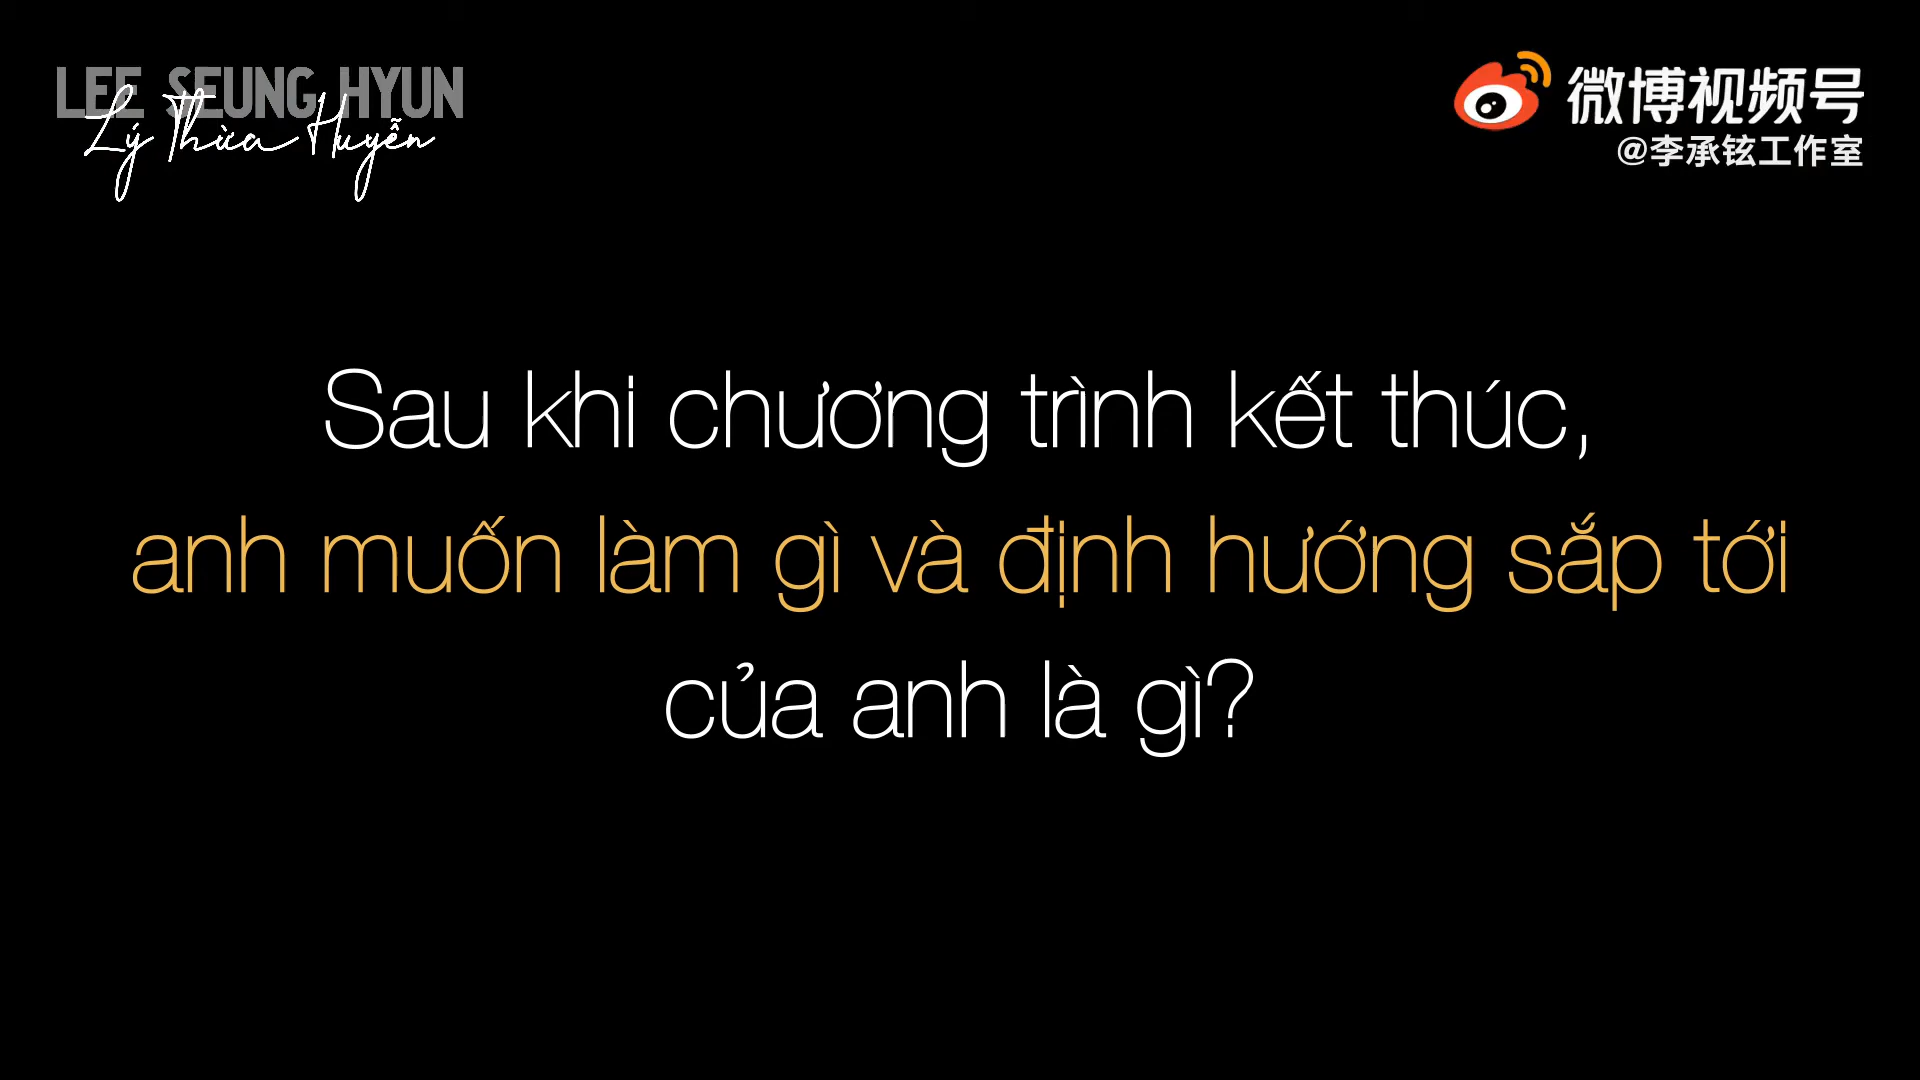 LEE SEUNG HYUN
Lý Thừa Huyễn
微博视频号
@李承铉工作室
Sau khi chương trình kết thúc,
anh muốn làm gì và định hướng sắp tới
của anh là gì?